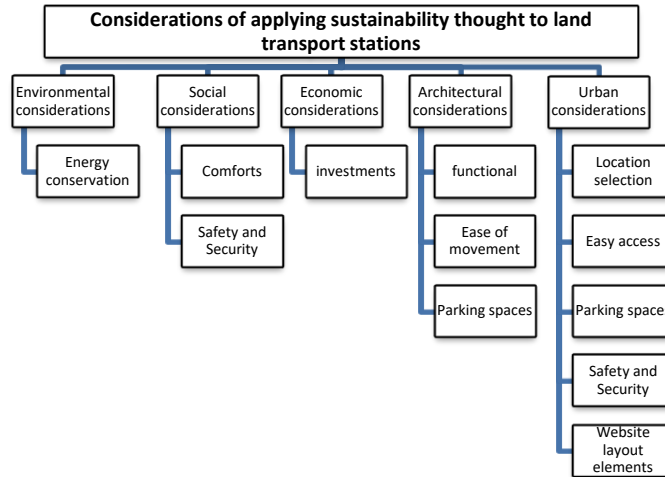 Considerations of applying sustainability thought to land
transport stations
Environmental
considerations
Social
considerations
Economic
considerations
Architectural
considerations
Urban
considerations
Energy
conservation
Comforts
Safety and
Security
investments
functional
Ease of
movement
Parking spaces
Location
selection
Easy access
Parking spaces
Safety and
Security
Website
layout
elements